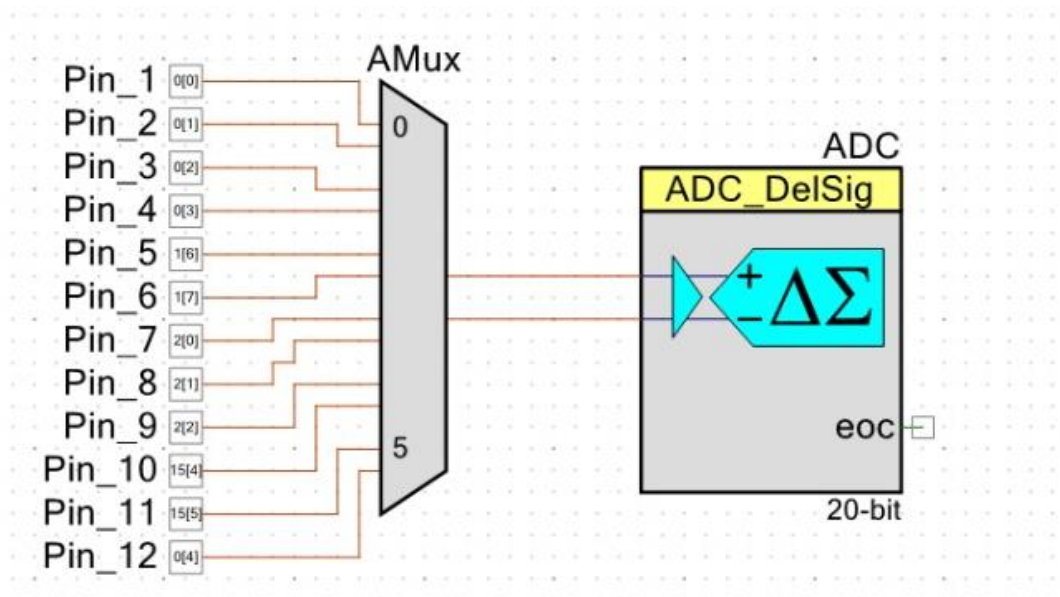 AMux
Pin_1 0[0]
Pin_2 0[1]
0
Pin_3 0[2]
Pin_4 0[3]
Pin_5 1[6]
Pin_6 1[7]
Pin_7 2[0]
Pin_8 2[1]
Pin_9 2[2]
5
Pin_10 15[4]
Pin_11 15[5]
Pin_12 0[4]
ADC
ADC_DelSig
+
− ΔΣ
eoc
20-bit